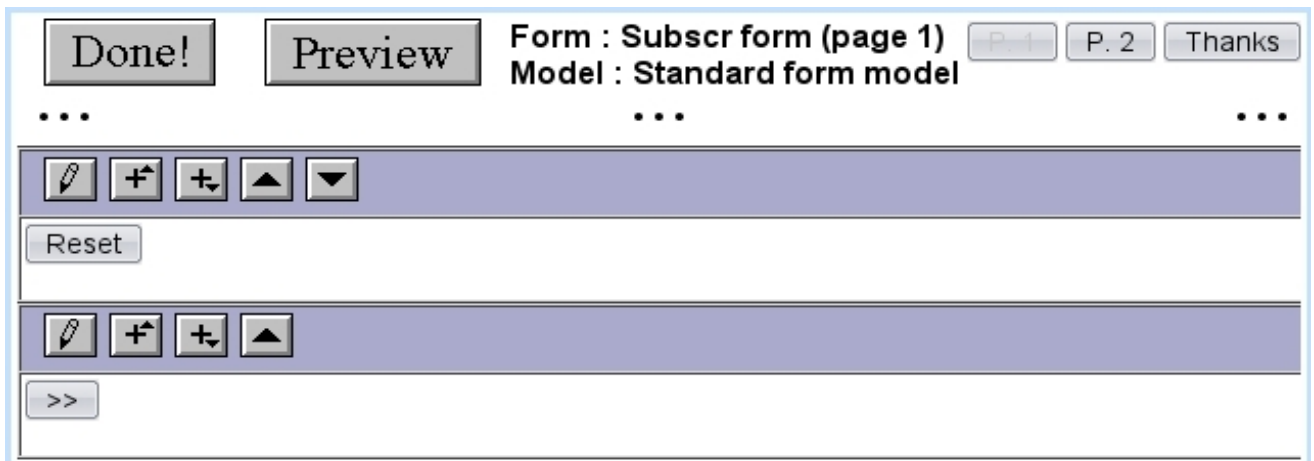 Done! Preview Form : Subscr form (page 1) P. 1 P. 2 Thanks
Model : Standard form model
... ... ...
Reset
>>